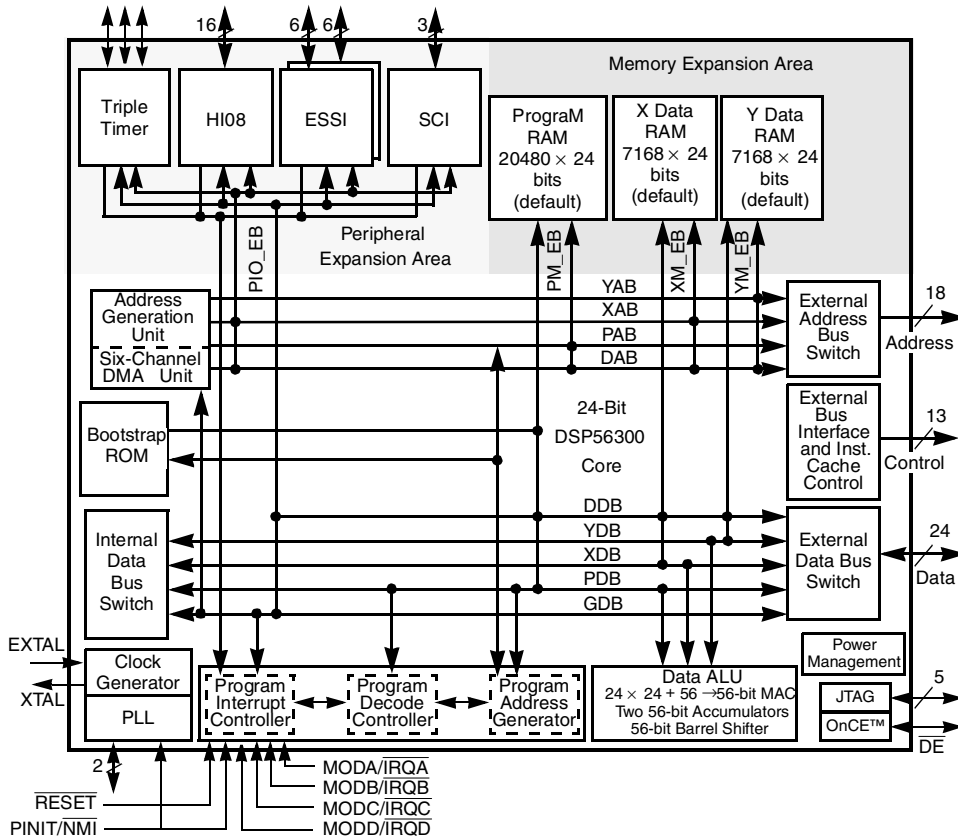 16
6
6
3
Memory Expansion Area
Triple
Timer
HI08
ESSI
SCI
PrograM
RAM
20480 × 24
bits
(default)
X Data
RAM
7168 × 24
bits
(default)
Y Data
RAM
7168 × 24
bits
(default)
Peripheral
Expansion Area
PIO_EB
PM_EB
XM_EB
YM_EB
Address
Generation
Unit
Six-Channel
DMA Unit
YAB
XAB
PAB
DAB
External
Address
Bus
Switch
18
Address
Bootstrap
ROM
24-Bit
DSP56300
Core
External
Bus
Interface
and Inst.
Cache
Control
13
Control
Internal
Data
Bus
Switch
DDB
YDB
XDB
PDB
GDB
External
Data Bus
Switch
24
Data
EXTAL
XTAL
Clock
Generator
PLL
Program
Interrupt
Controller
Program
Decode
Controller
Program
Address
Generator
Data ALU
24 × 24 + 56 →56-bit MAC
Two 56-bit Accumulators
56-bit Barrel Shifter
Power
Management
JTAG
OnCE™
5
DE
2
RESET
PINIT/NMI
MODA/IRQA
MODB/IRQB
MODC/IRQC
MODD/IRQD